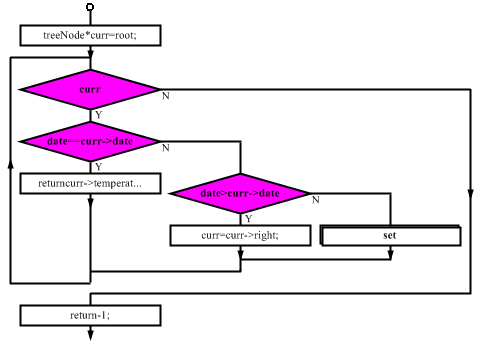 treeNode*curr=root;
curr
N
Y
date==curr->date
N
Y
returncurr->temperat...
date>curr->date
N
Y
curr=curr->right;
set
return-1;